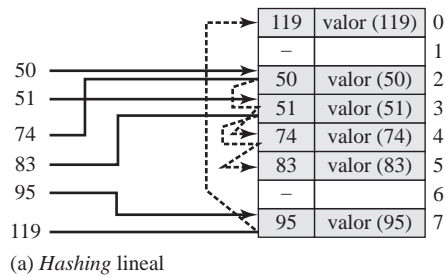 119 valor (119) 0
– 1
50 valor (50) 2
51 valor (51) 3
74 valor (74) 4
83 valor (83) 5
– 6
95 valor (95) 7
50
51
74
83
95
119
(a) Hashing lineal